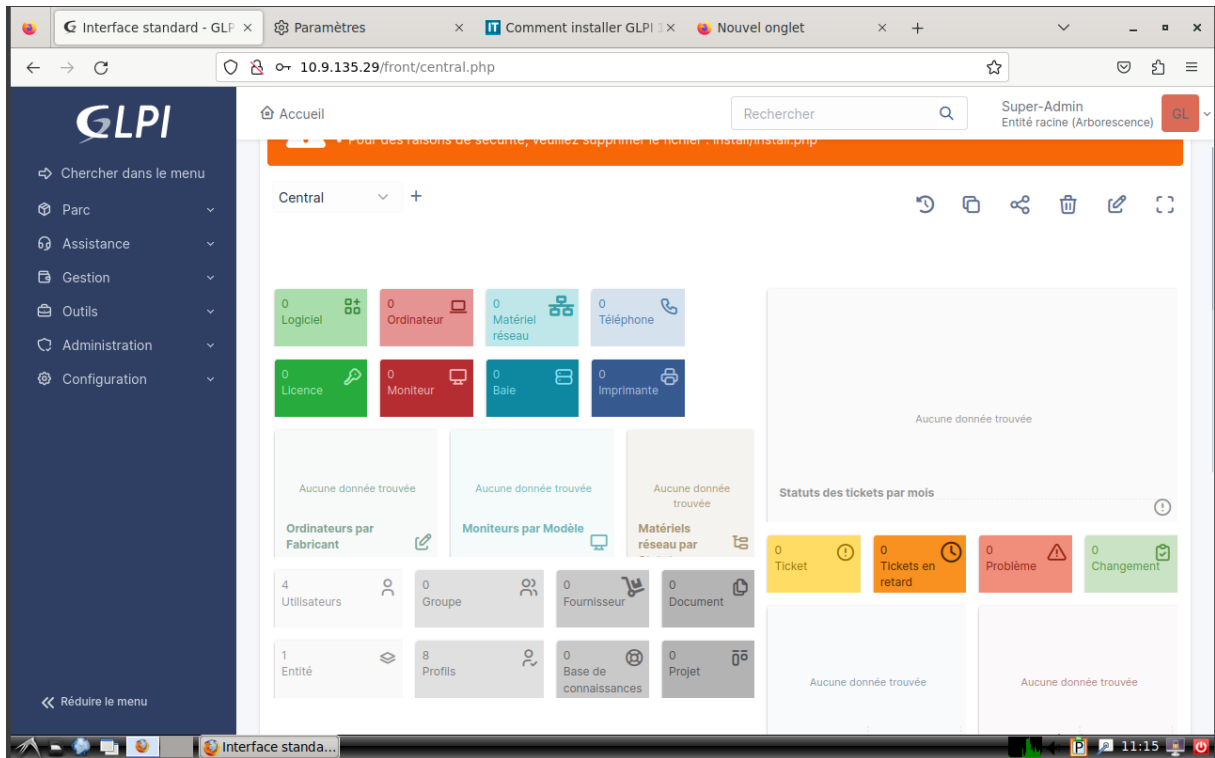 Interface standard - GLP
Paramètres
Comment installer GLPI 1
Nouvel onglet
10.9.135.29/front/central.php
GLPI
Accueil
Rechercher
Super-Admin
Entité racine (Arborescence)
GL
• Pour des raisons de sécurité, veuillez supprimer le fichier : install/install.php
Chercher dans le menu
Parc
Assistance
Gestion
Outils
Administration
Configuration
Réduire le menu
Central
0
Logiciel
0
Ordinateur
0
Matériel
réseau
0
Téléphone
0
Licence
0
Moniteur
0
Baie
0
Imprimante
Aucune donnée trouvée
Ordinateurs par
Fabricant
Aucune donnée trouvée
Moniteurs par Modèle
Aucune donnée
trouvée
Matériels
réseau par
Aucune donnée trouvée
Statuts des tickets par mois
0
Ticket
0
Tickets en
retard
0
Problème
0
Changement
4
Utilisateurs
0
Groupe
0
Fournisseur
0
Document
1
Entité
8
Profils
0
Base de
connaissances
0
Projet
Aucune donnée trouvée
Aucune donnée trouvée
Interface standa...
11:15